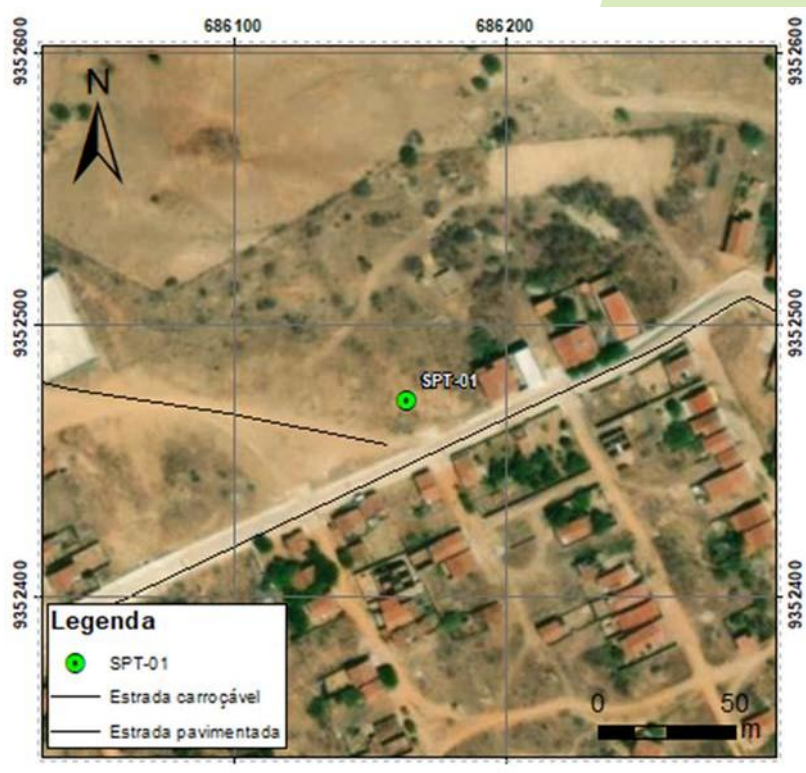 686100 686200
9352600 9352600
N
9352500 9352500
SPT-01
9352400 9352400
Legenda
SPT-01
Estrada carroçável
Estrada pavimentada
0 50
m